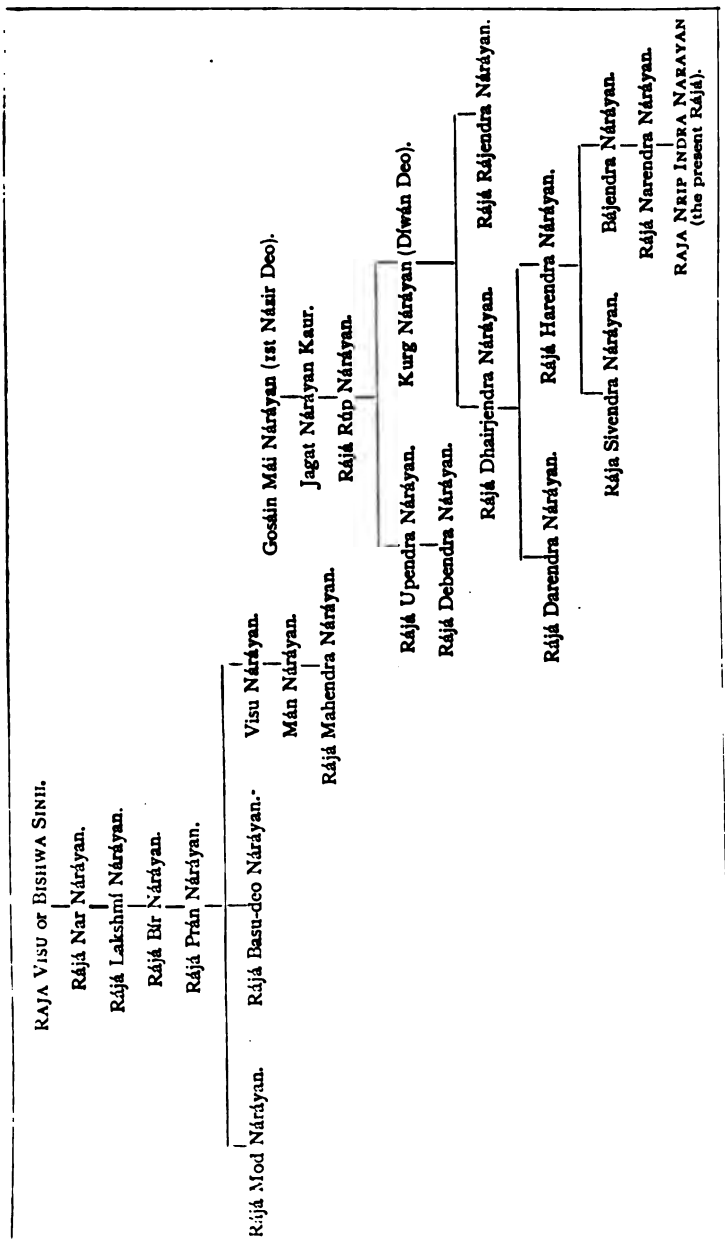 RAJA VISU OR BISHWA SINH.
Rájá Nar Náráyan.
Rájá Lakshmí Náráyan.
Rájá Bír Náráyan.
Rájá Prán Náráyan.
Rájá Mod Náráyan.
Rájá Basu-deo Náráyan.
Visu Náráyan.
Mán Náráyan.
Rájá Mahendra Náráyan.
Gosáin Mái Náráyan (1st Názir Deo).
Jagat Náráyan Kaur.
Rájá Rúp Náráyan.
Rájá Upendra Náráyan.
Kurg Náráyan (Díwán Deo).
Rájá Debendra Náráyan.
Rájá Dhairjendra Náráyan.
Rájá Rájendra Náráyan.
Rájá Darendra Náráyan.
Rájá Harendra Náráyan.
Rája Sivendra Náráyan.
Bájendra Náráyan.
Rájá Narendra Náráyan.
RAJA NRIP INDRA NARAYAN
(the present Rájá).